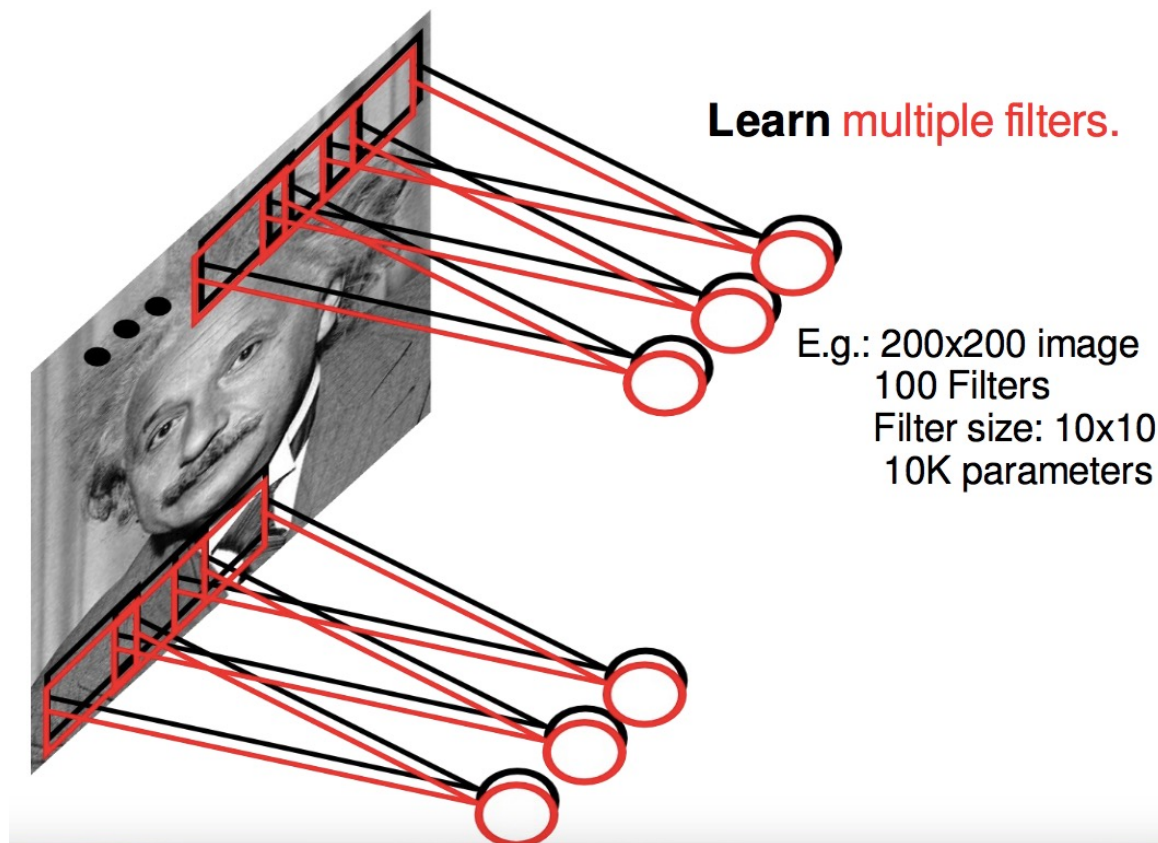 Learn multiple filters.
E.g.: 200x200 image
100 Filters
Filter size: 10x10
10K parameters